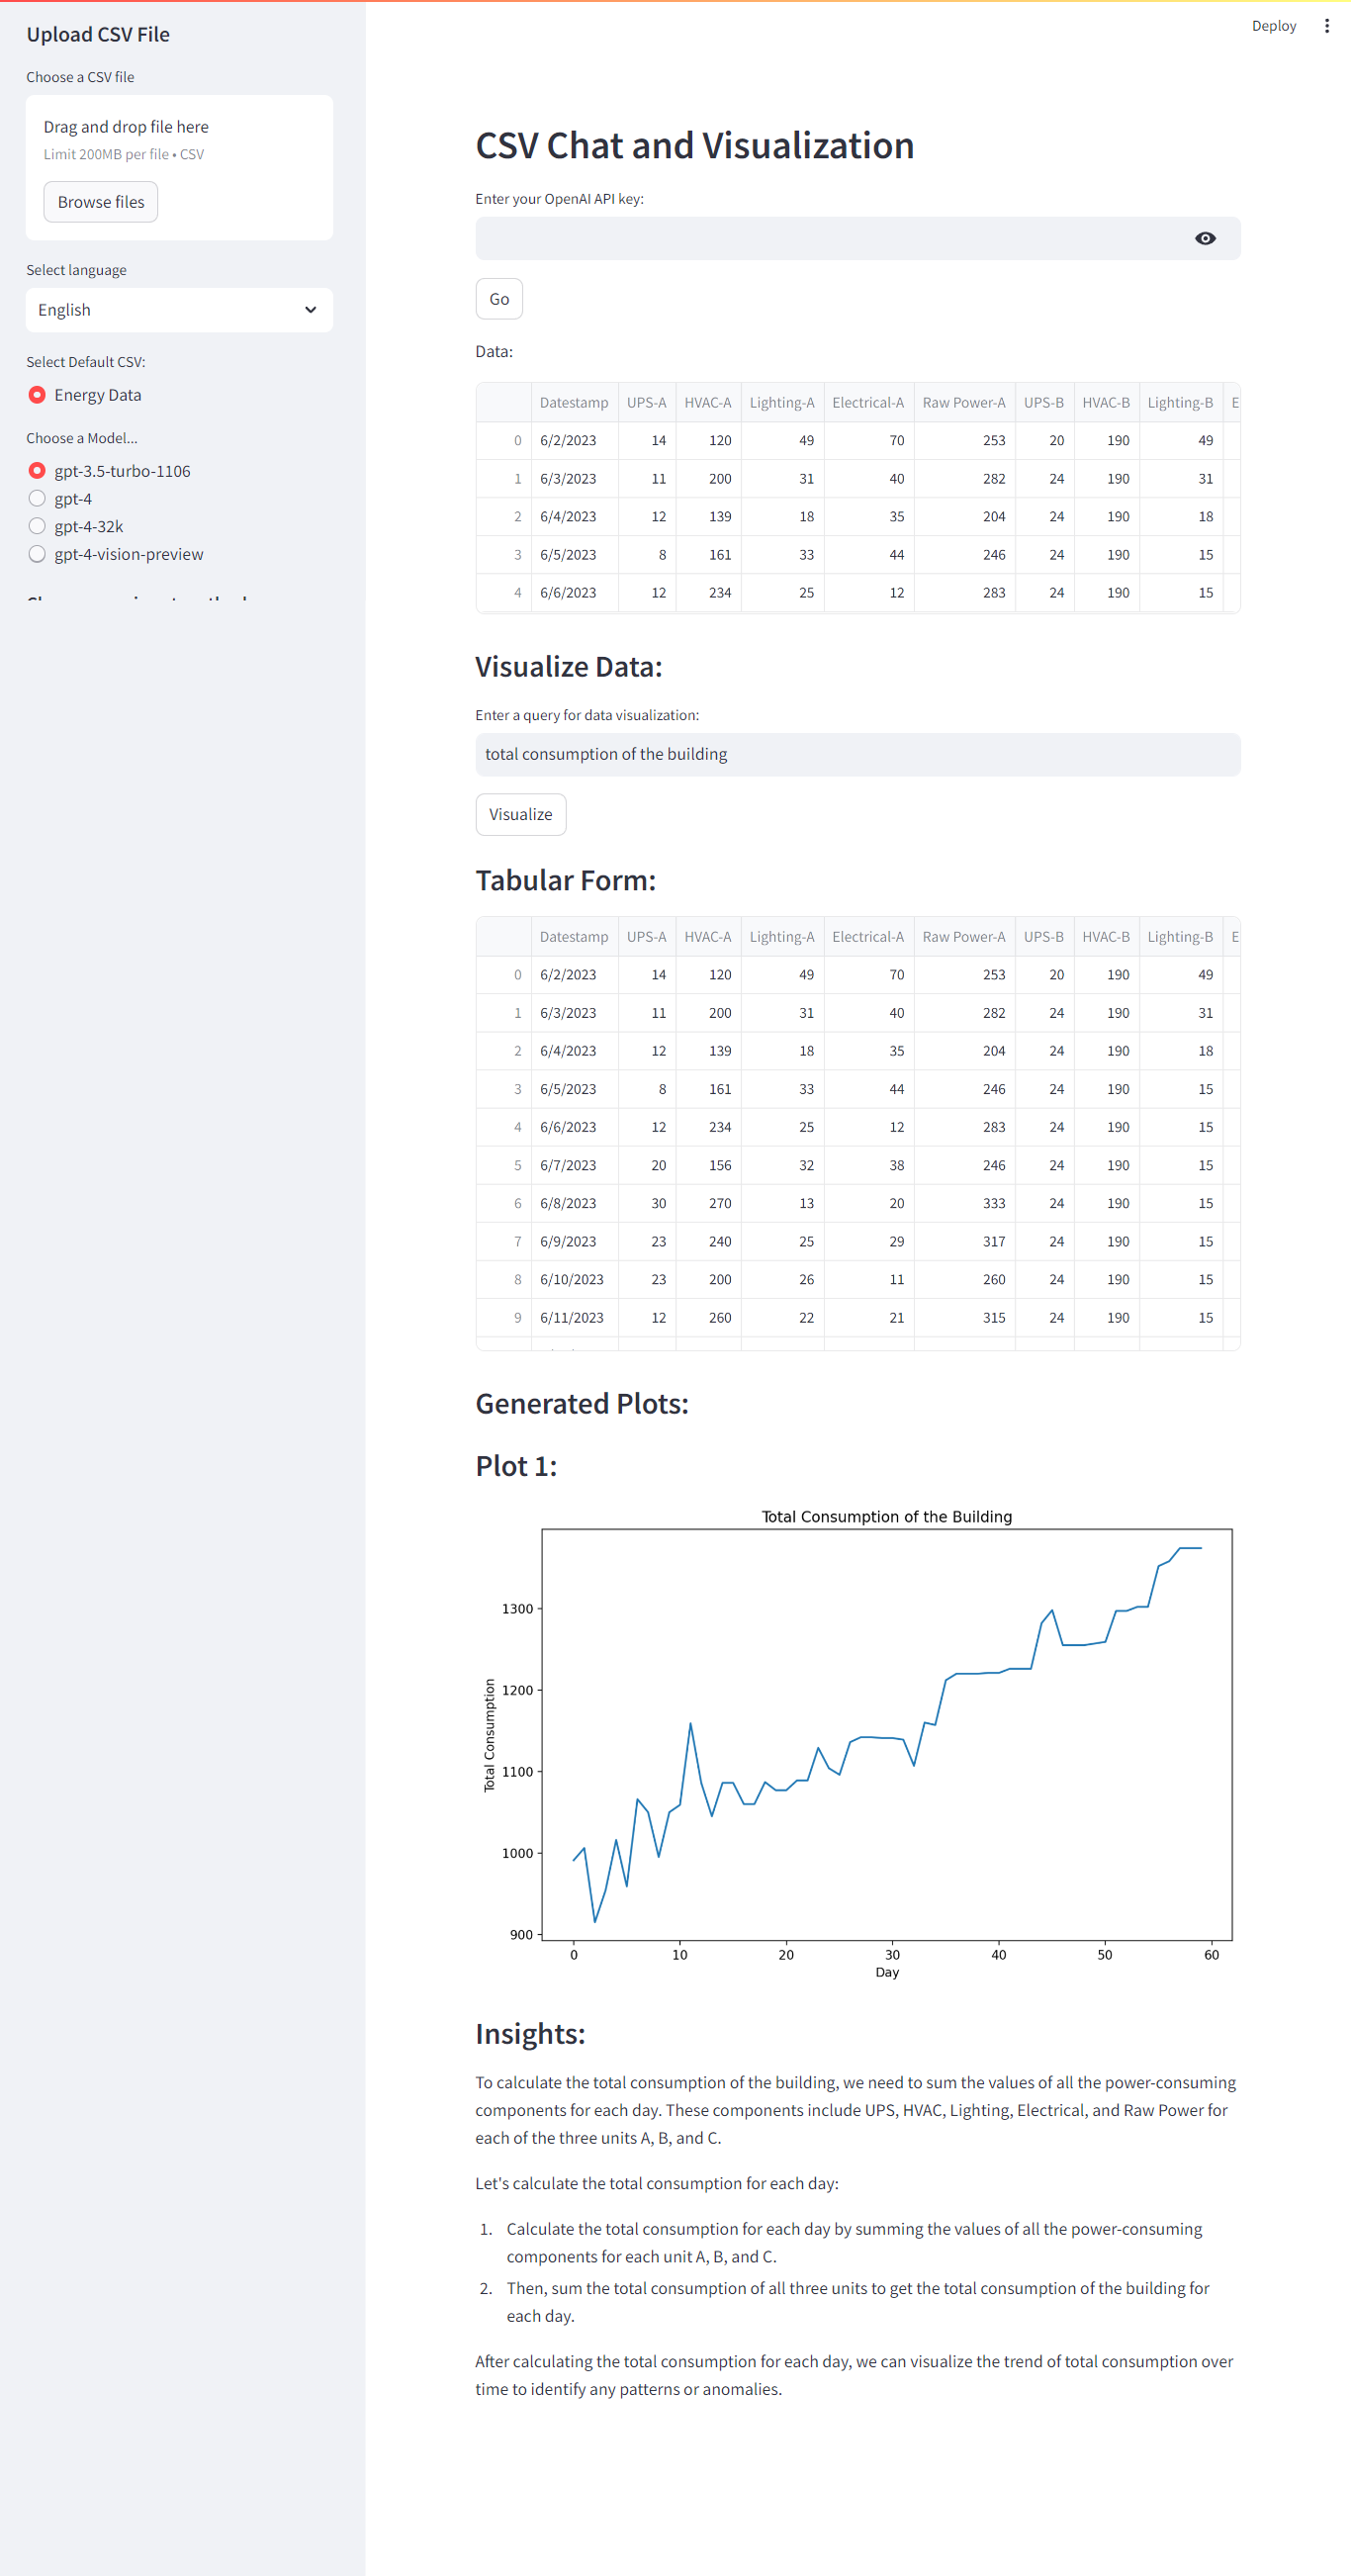 Upload CSV File
Choose a CSV file
Drag and drop file here
Limit 200MB per file • CSV
Browse files
Select language
English
Select Default CSV:
Energy Data
Choose a Model...
gpt-3.5-turbo-1106
gpt-4
gpt-4-32k
gpt-4-vision-preview
Deploy
CSV Chat and Visualization
Enter your OpenAI API key:
Go
Data:
Datestamp UPS-A HVAC-A Lighting-A Electrical-A Raw Power-A UPS-B HVAC-B Lighting-B E
0 6/2/2023 14 120 49 70 253 20 190 49
1 6/3/2023 11 200 31 40 282 24 190 31
2 6/4/2023 12 139 18 35 204 24 190 18
3 6/5/2023 8 161 33 44 246 24 190 15
4 6/6/2023 12 234 25 12 283 24 190 15
Visualize Data:
Enter a query for data visualization:
total consumption of the building
Visualize
Tabular Form:
Datestamp UPS-A HVAC-A Lighting-A Electrical-A Raw Power-A UPS-B HVAC-B Lighting-B E
0 6/2/2023 14 120 49 70 253 20 190 49
1 6/3/2023 11 200 31 40 282 24 190 31
2 6/4/2023 12 139 18 35 204 24 190 18
3 6/5/2023 8 161 33 44 246 24 190 15
4 6/6/2023 12 234 25 12 283 24 190 15
5 6/7/2023 20 156 32 38 246 24 190 15
6 6/8/2023 30 270 13 20 333 24 190 15
7 6/9/2023 23 240 25 29 317 24 190 15
8 6/10/2023 23 200 26 11 260 24 190 15
9 6/11/2023 12 260 22 21 315 24 190 15
Generated Plots:
Plot 1:
Total Consumption of the Building
Total Consumption
1300
1200
1100
1000
900
0 10 20 30 40 50 60
Day
Insights:
To calculate the total consumption of the building, we need to sum the values of all the power-consuming
components for each day. These components include UPS, HVAC, Lighting, Electrical, and Raw Power for
each of the three units A, B, and C.
Let's calculate the total consumption for each day:
1. Calculate the total consumption for each day by summing the values of all the power-consuming
components for each unit A, B, and C.
2. Then, sum the total consumption of all three units to get the total consumption of the building for
each day.
After calculating the total consumption for each day, we can visualize the trend of total consumption over
time to identify any patterns or anomalies.